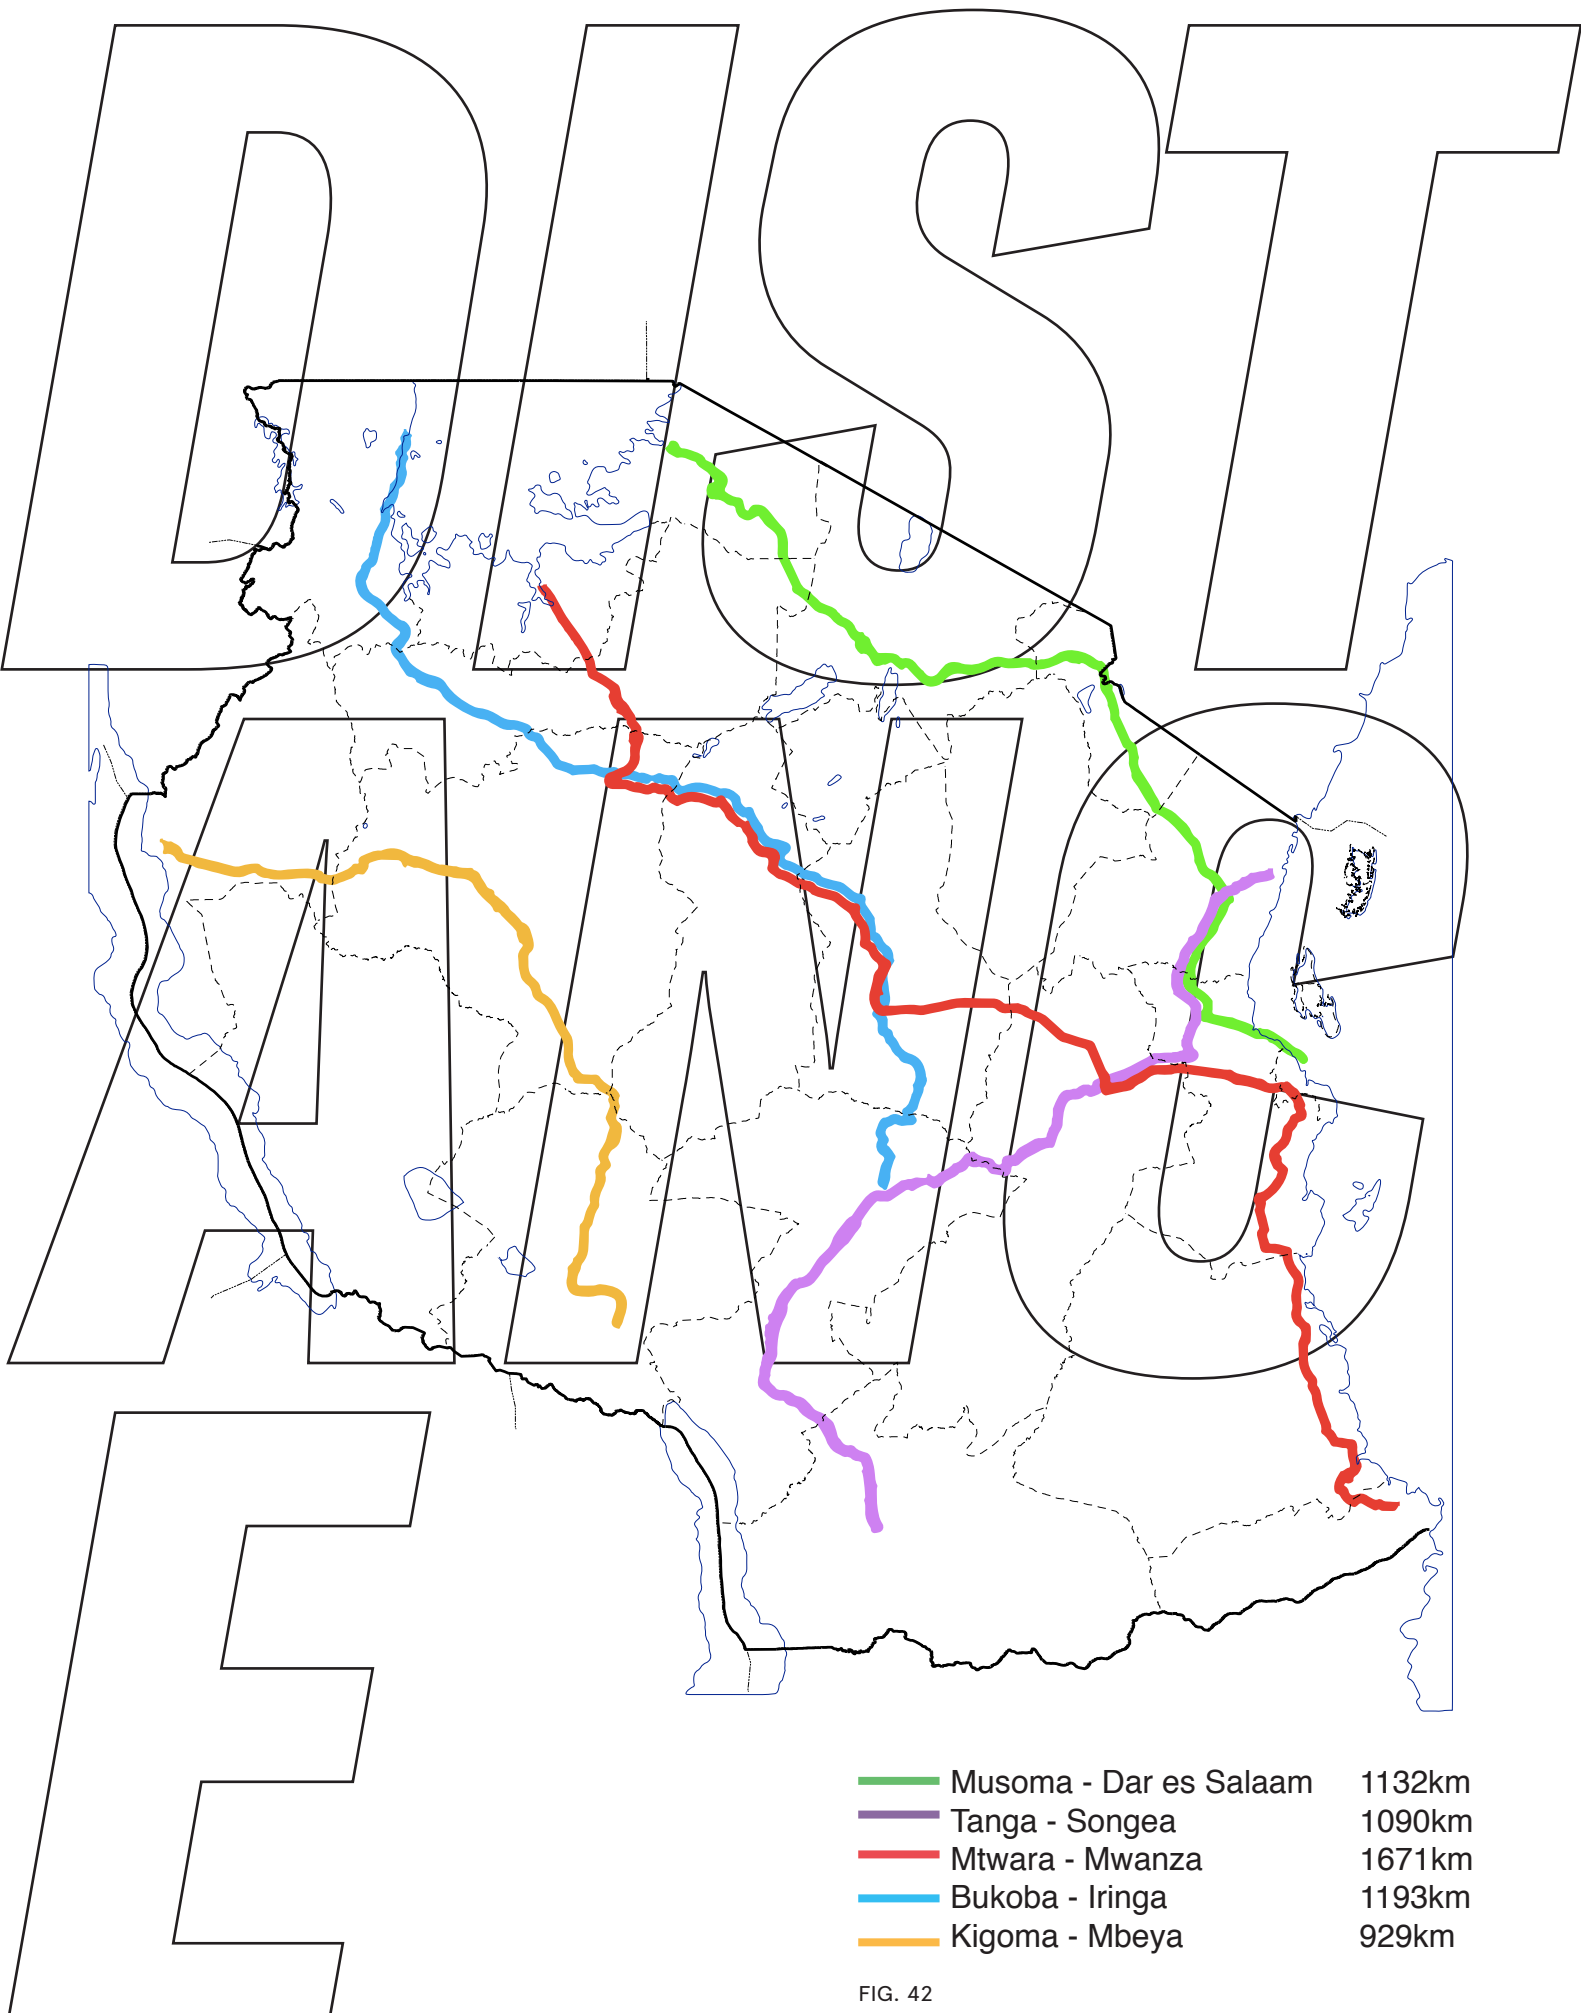 DIST
ANC
E
Musoma - Dar es Salaam 1132km
Tanga - Songea 1090km
Mtwara - Mwanza 1671km
Bukoba - Iringa 1193km
Kigoma - Mbeya 929km
FIG. 42